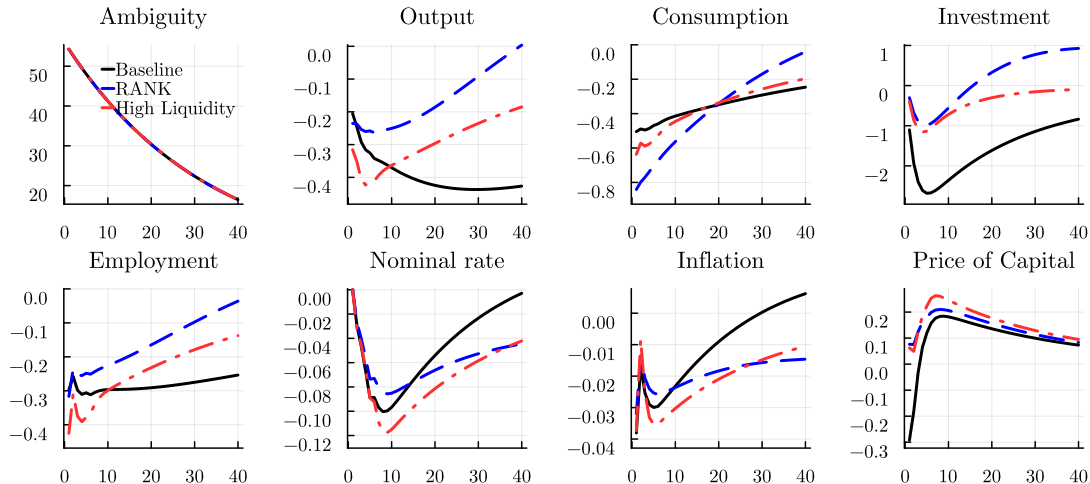 Ambiguity
Output
Consumption
Investment
50
40
30
20
Baseline
RANK
High Liquidity
0 10 20 30 40
0.0
−0.1
−0.2
−0.3
−0.4
0 10 20 30 40
0.0
−0.2
−0.4
−0.6
−0.8
0 10 20 30 40
1
0
−1
−2
0 10 20 30 40
Employment
Nominal rate
Inflation
Price of Capital
0.0
−0.1
−0.2
−0.3
−0.4
0 10 20 30 40
0.00
−0.02
−0.04
−0.06
−0.08
−0.10
−0.12
0 10 20 30 40
0.00
−0.01
−0.02
−0.03
−0.04
0 10 20 30 40
0.2
0.1
0.0
−0.1
−0.2
−0.3
0 10 20 30 40